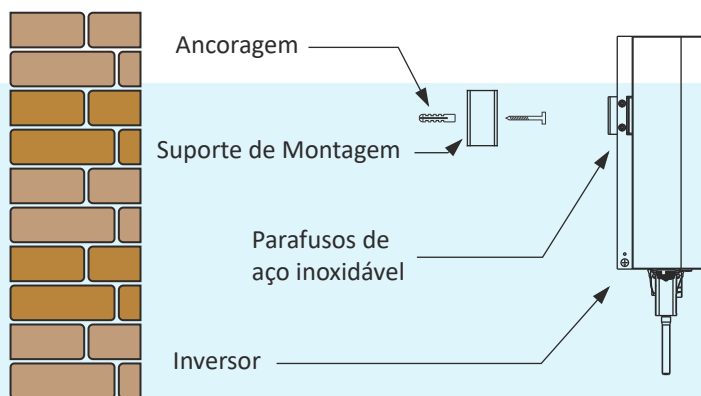 Ancoragem
Suporte de Montagem
Parafusos de
aço inoxidável
Inversor